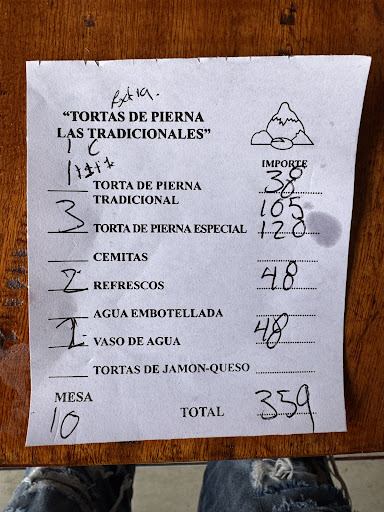 Extra.
"TORTAS DE PIERNA
LAS TRADICIONALES"
1 C
IMPORTE
TORTA DE PIERNA 38
TRADICIONAL 105
3 TORTA DE PIERNA ESPECIAL 120
CEMITAS
2 REFRESCOS 48
AGUA EMBOTELLADA
2 VASO DE AGUA 48
TORTAS DE JAMON-QUESO
MESA
10 TOTAL 359